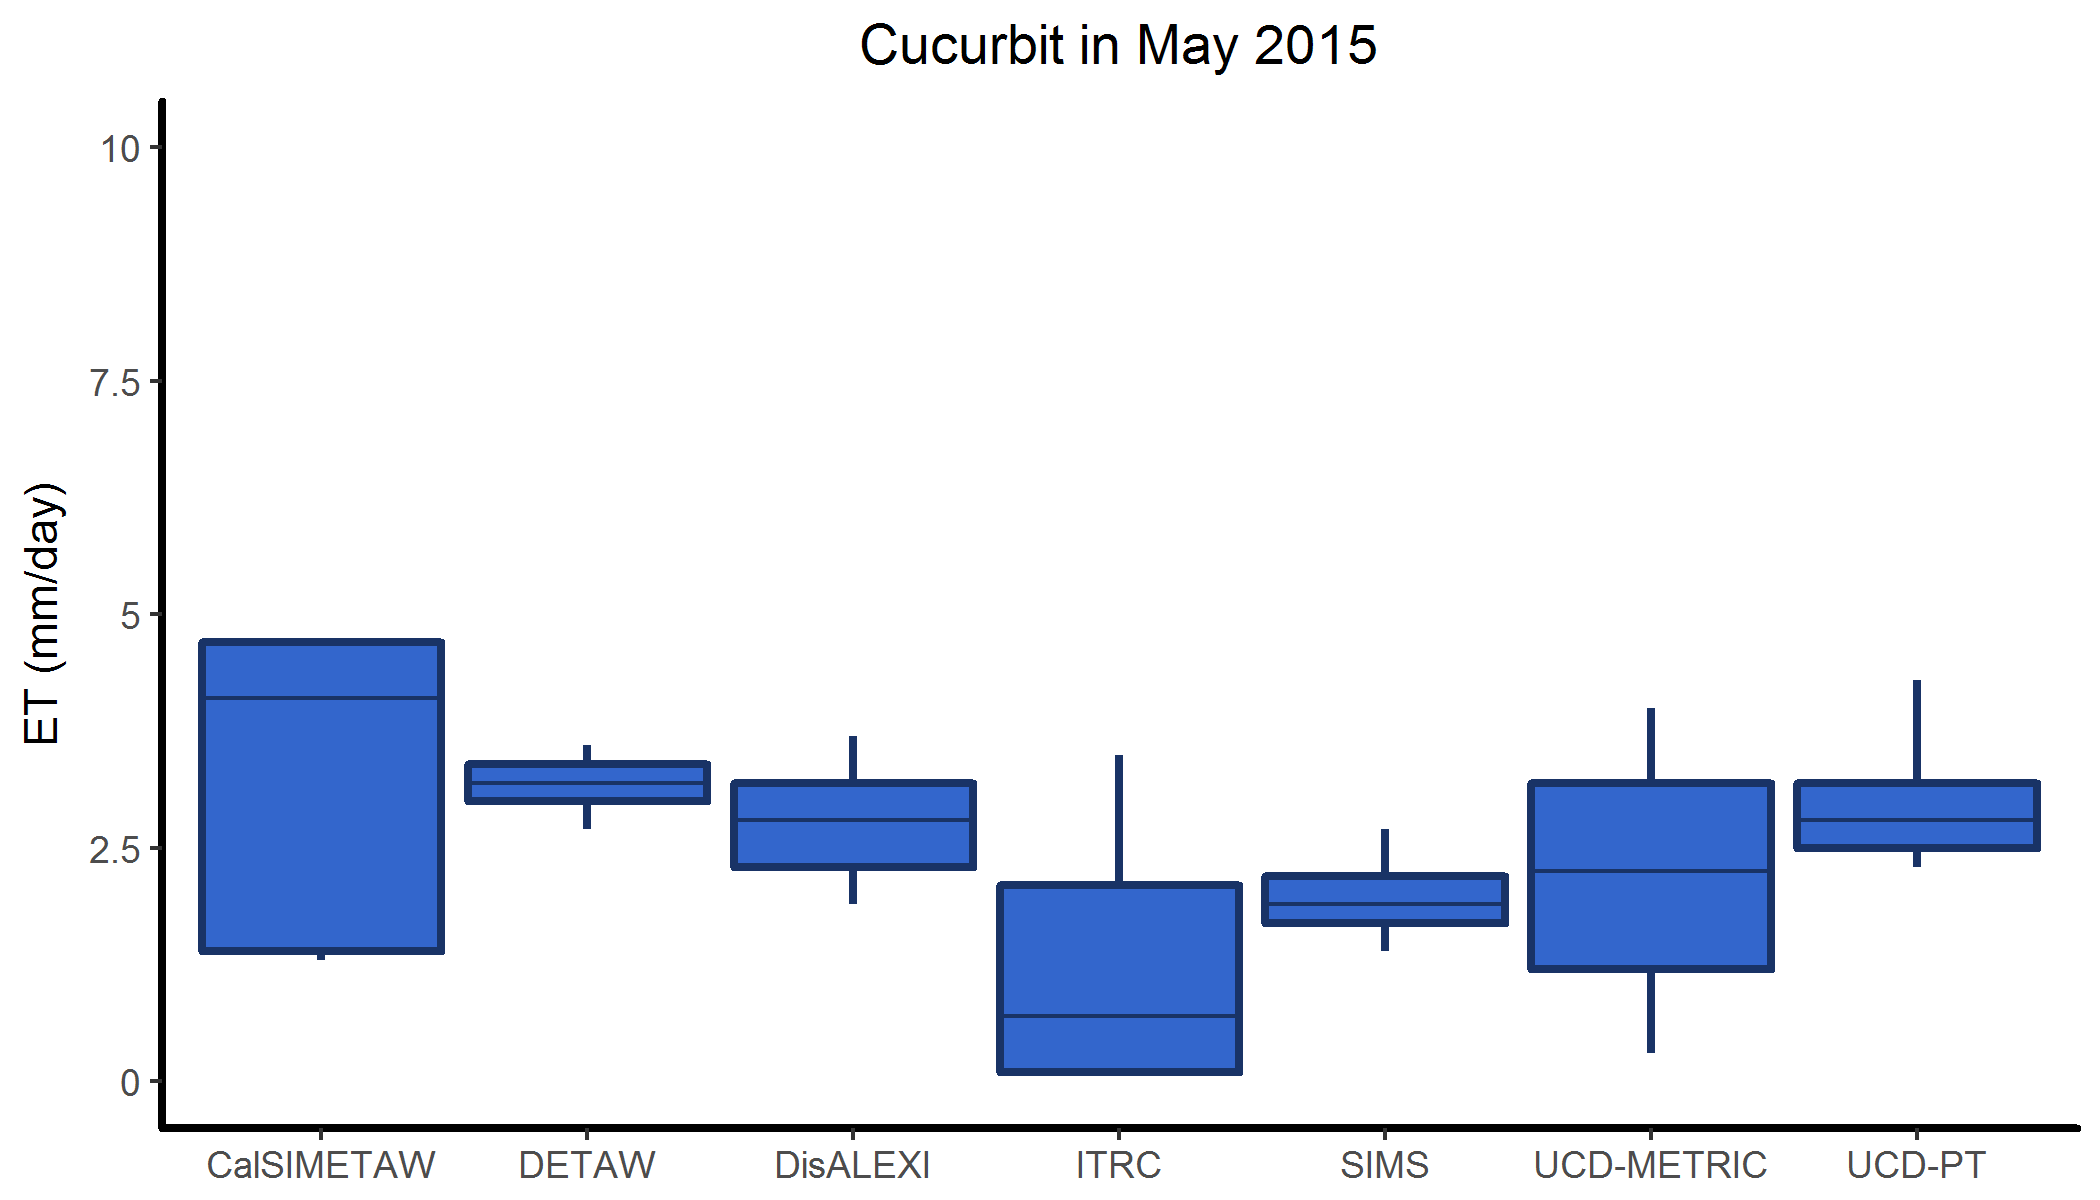 Cucurbit in May 2015
ET (mm/day)
10
7.5
5
2.5
0
CalSIMETAW DETAW DisALEXI ITRC SIMS UCD-METRIC UCD-PT